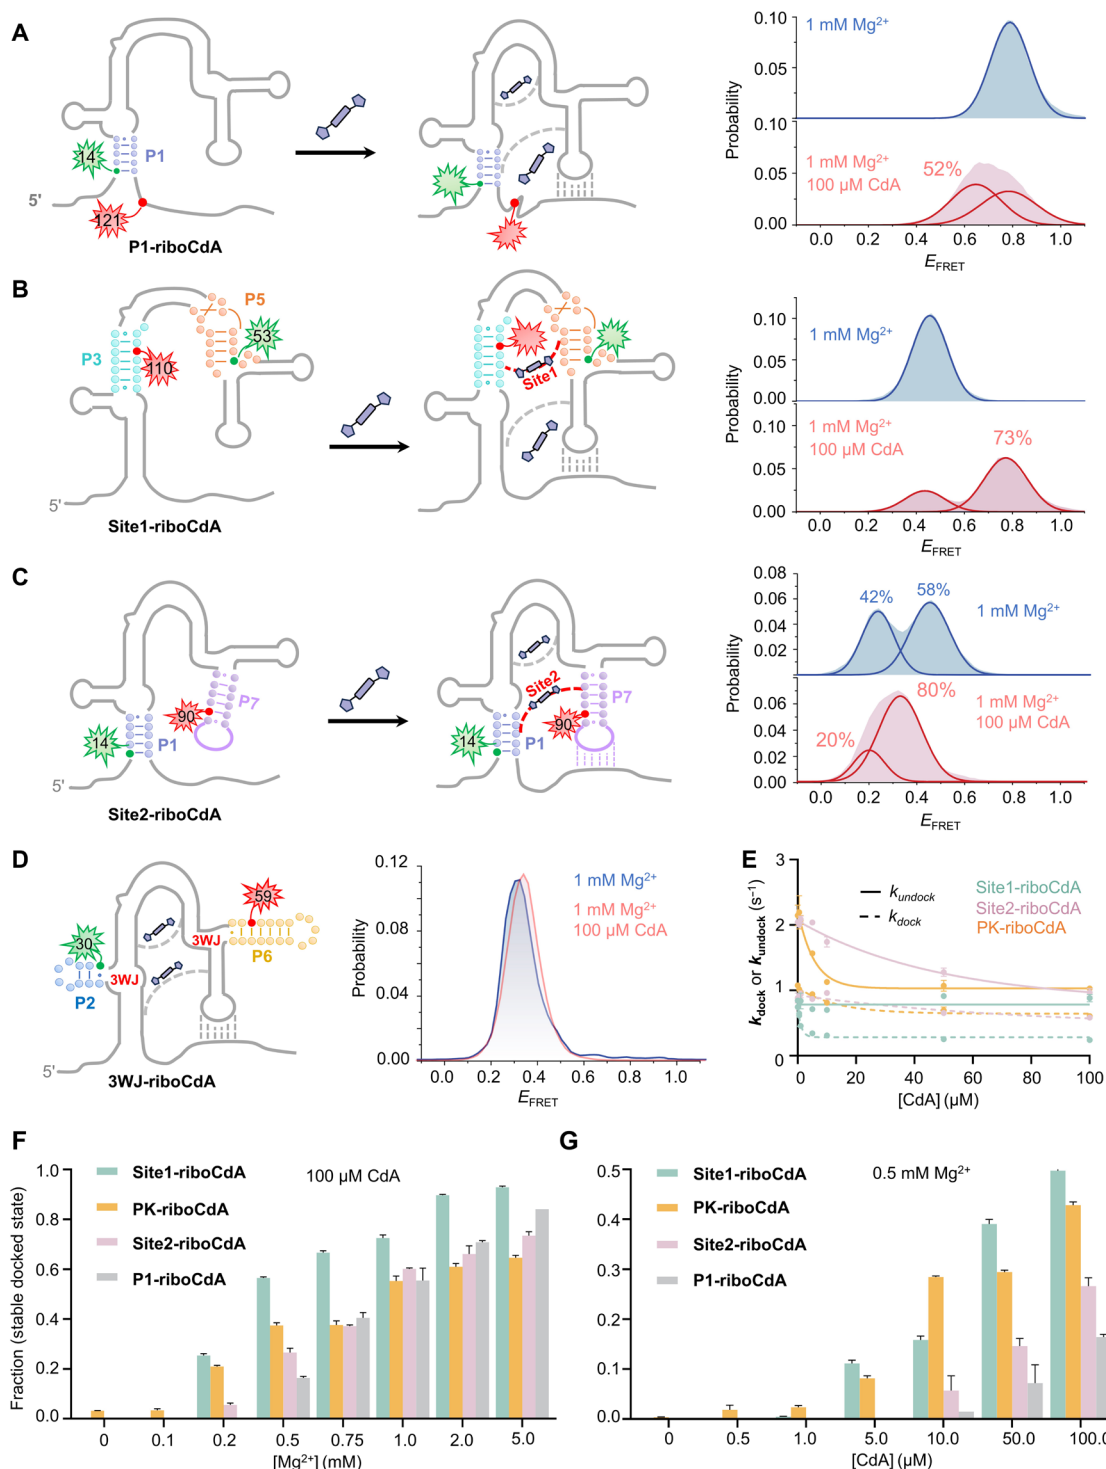 A
14
P1
5'
121
P1-riboCdA
0.10
0.05
0.10
0.05
0.00
Probability
1 mM Mg²⁺
1 mM Mg²⁺
100 µM CdA
52%
0.0 0.2 0.4 0.6 0.8 1.0
E_FRET
B
P3
110
P5
53
5'
Site1-riboCdA
Site1
0.10
0.05
0.00
0.10
0.05
0.00
Probability
1 mM Mg²⁺
1 mM Mg²⁺
100 µM CdA
73%
0.0 0.2 0.4 0.6 0.8 1.0
E_FRET
C
14
P1
90
P7
5'
Site2-riboCdA
Site2
14
P1
90
P7
0.08
0.06
0.04
0.02
0.00
0.06
0.04
0.02
0.00
Probability
42%
58%
1 mM Mg²⁺
20%
80%
1 mM Mg²⁺
100 µM CdA
0.0 0.2 0.4 0.6 0.8 1.0
E_FRET
D
30
P2
3WJ
3WJ
59
P6
3WJ-riboCdA
0.12
0.08
0.04
0.00
Probability
1 mM Mg²⁺
1 mM Mg²⁺
100 µM CdA
0.0 0.2 0.4 0.6 0.8 1.0
E_FRET
E
3
2
1
0
k_dock or k_undock (s⁻¹)
k_undock
k_dock
Site1-riboCdA
Site2-riboCdA
PK-riboCdA
0 20 40 60 80 100
[CdA] (µM)
F
1.0
0.8
0.6
0.4
0.2
0.0
Fraction (stable docked state)
Site1-riboCdA
PK-riboCdA
Site2-riboCdA
P1-riboCdA
100 µM CdA
0 0.1 0.2 0.5 0.75 1.0 2.0 5.0
[Mg²⁺] (mM)
G
0.5
0.4
0.3
0.2
0.1
0
Site1-riboCdA
PK-riboCdA
Site2-riboCdA
P1-riboCdA
0.5 mM Mg²⁺
0 0.5 1.0 5.0 10.0 50.0 100.0
[CdA] (µM)